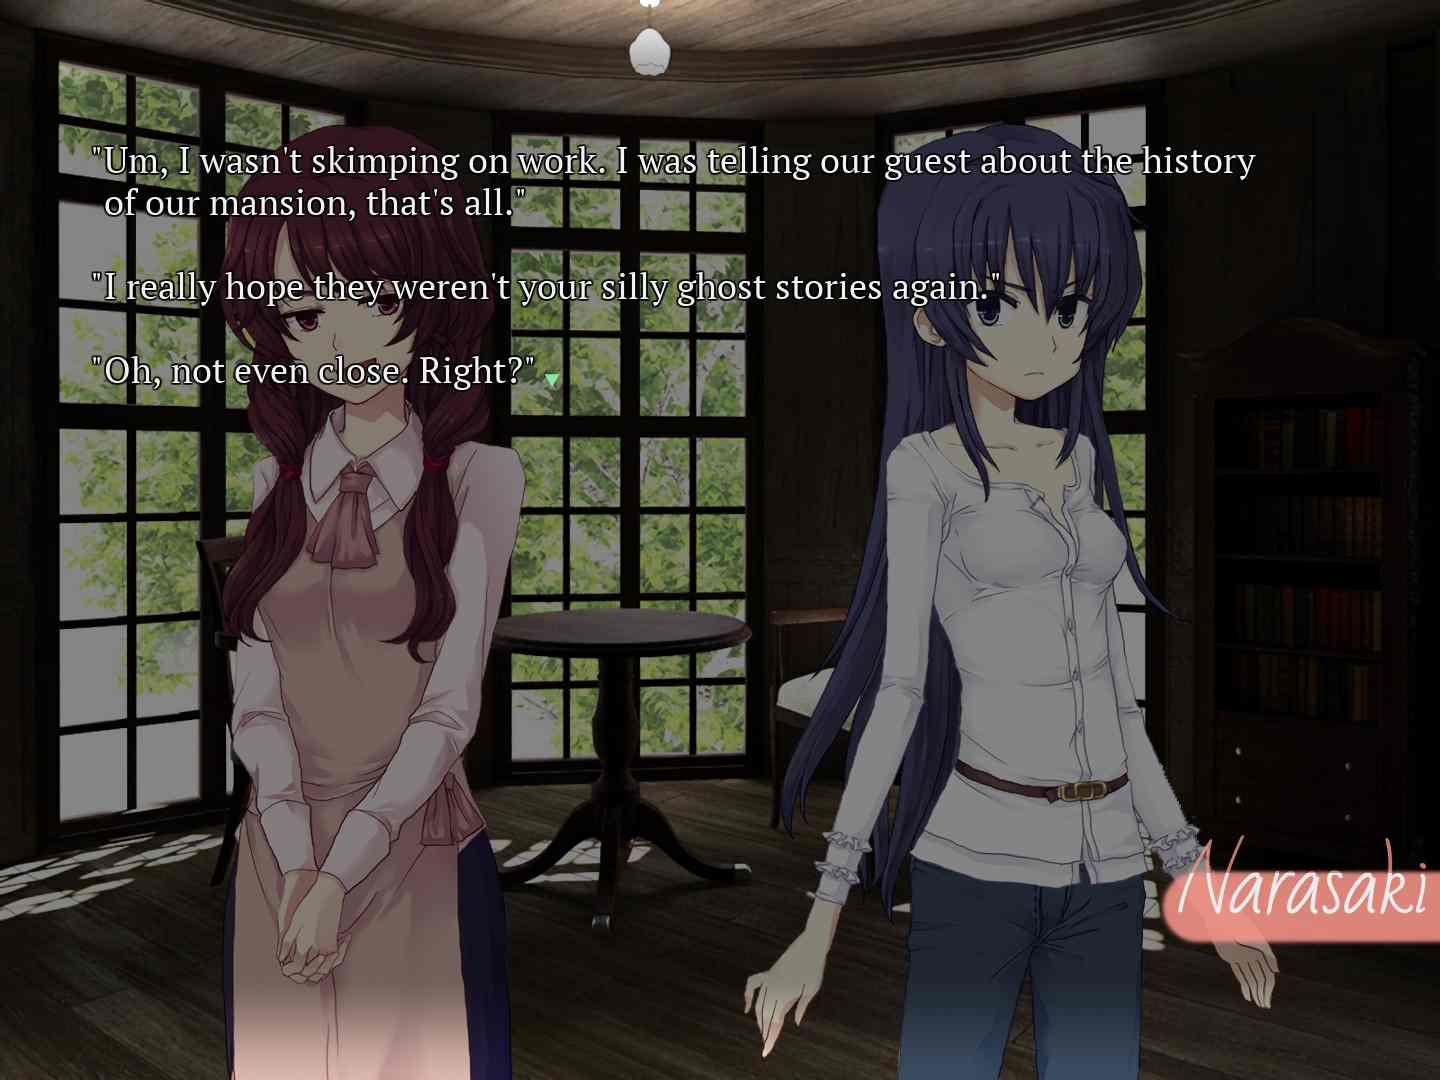 "Um, I wasn't skimping on work. I was telling our guest about the history
of our mansion, that's all."
"I really hope they weren't your silly ghost stories again."
"Oh, not even close. Right?"
Narasaki